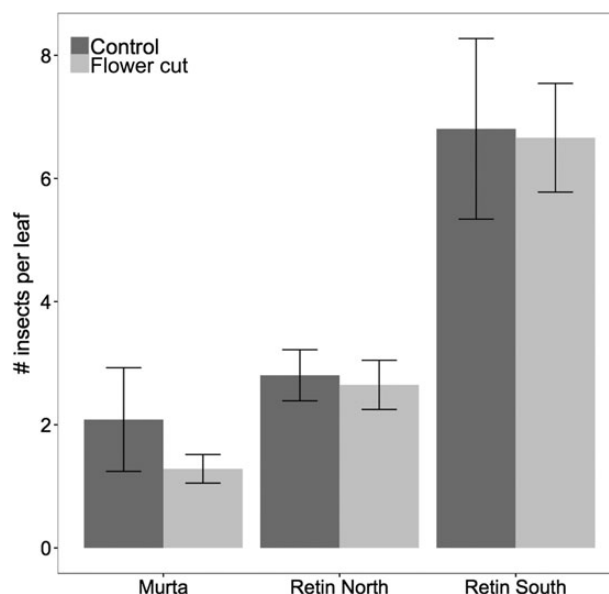 Control
Flower cut
# insects per leaf
8
6
4
2
0
Murta Retin North Retin South